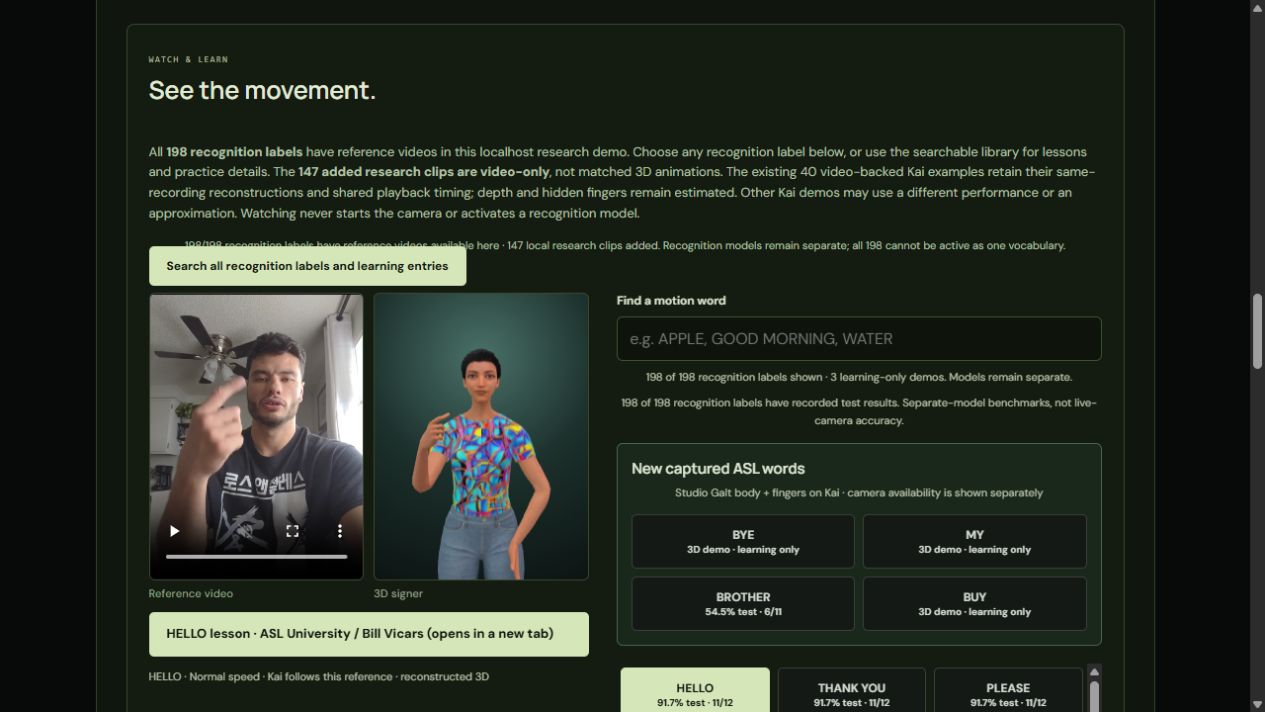 WATCH & LEARN
See the movement.
All 198 recognition labels have reference videos in this localhost research demo. Choose any recognition label below, or use the searchable library for lessons
and practice details. The 147 added research clips are video-only, not matched 3D animations. The existing 40 video-backed Kai examples retain their same-
recording reconstructions and shared playback timing; depth and hidden fingers remain estimated. Other Kai demos may use a different performance or an
approximation. Watching never starts the camera or activates a recognition model.
198/198 recognition labels have reference videos available here · 147 local research clips added. Recognition models remain separate; all 198 cannot be active as one vocabulary.
Search all recognition labels and learning entries
로스앤젤레스
Reference video
3D signer
HELLO lesson · ASL University / Bill Vicars (opens in a new tab)
HELLO · Normal speed · Kai follows this reference · reconstructed 3D
Find a motion word
e.g. APPLE, GOOD MORNING, WATER
198 of 198 recognition labels shown · 3 learning-only demos. Models remain separate.
198 of 198 recognition labels have recorded test results. Separate-model benchmarks, not live-
camera accuracy.
New captured ASL words
Studio Galt body + fingers on Kai · camera availability is shown separately
BYE
3D demo · learning only
MY
3D demo · learning only
BROTHER
54.5% test · 6/11
BUY
3D demo · learning only
HELLO
91.7% test · 11/12
THANK YOU
91.7% test · 11/12
PLEASE
91.7% test · 11/12